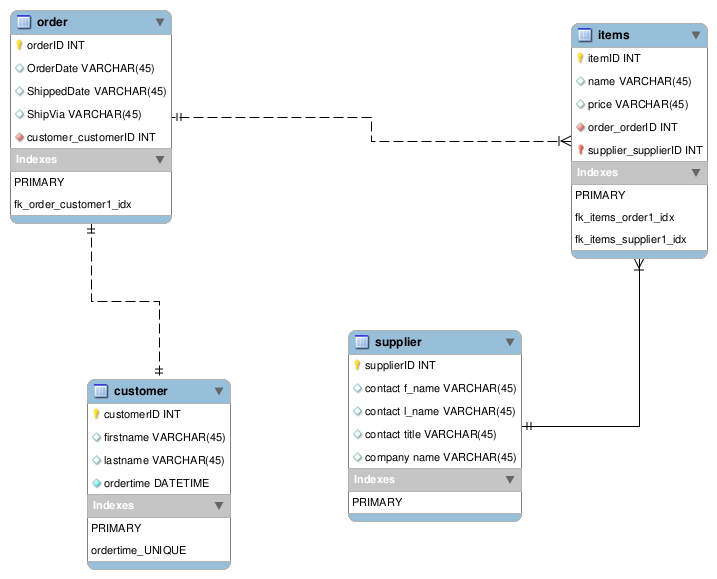 order
orderID INT
OrderDate VARCHAR(45)
ShippedDate VARCHAR(45)
ShipVia VARCHAR(45)
customer_customerID INT
Indexes
PRIMARY
fk_order_customer1_idx
items
itemID INT
name VARCHAR(45)
price VARCHAR(45)
order_orderID INT
supplier_supplierID INT
Indexes
PRIMARY
fk_items_order1_idx
fk_items_supplier1_idx
customer
customerID INT
firstname VARCHAR(45)
lastname VARCHAR(45)
ordertime DATETIME
Indexes
PRIMARY
ordertime_UNIQUE
supplier
supplierID INT
contact f_name VARCHAR(45)
contact l_name VARCHAR(45)
contact title VARCHAR(45)
company name VARCHAR(45)
Indexes
PRIMARY